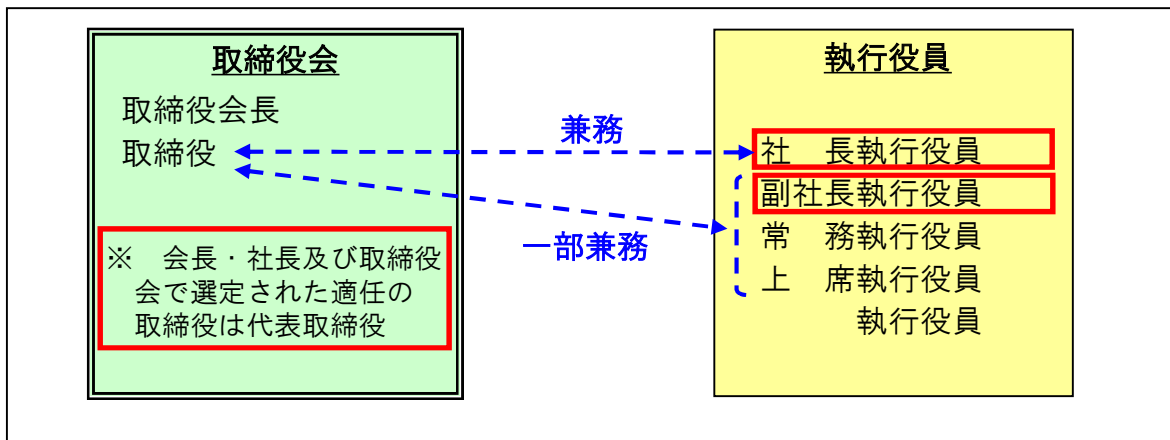 取締役会
取締役会長
取締役
※　会長・社長及び取締役
会で選定された適任の
取締役は代表取締役
兼務
一部兼務
執行役員
社　長執行役員
副社長執行役員
常　務執行役員
上　席執行役員
執行役員